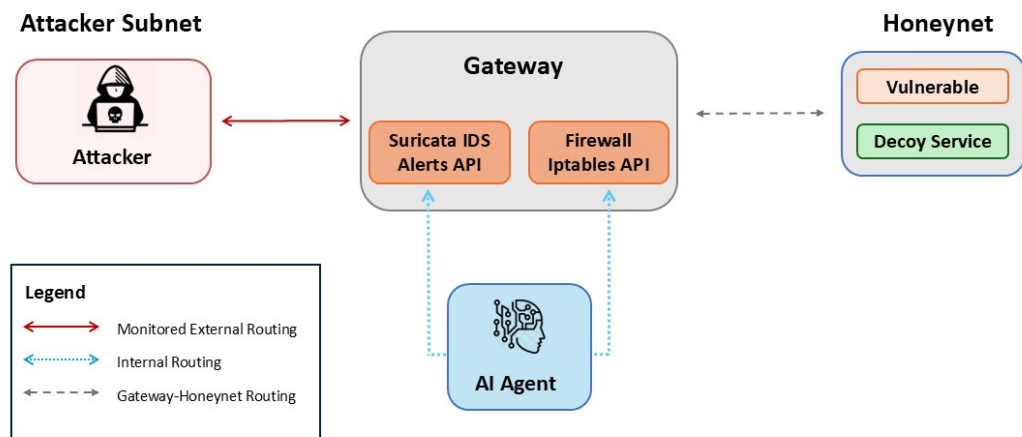 Attacker Subnet
Honeynet
Gateway
Vulnerable
Decoy Service
Attacker
Suricata IDS
Alerts API
Firewall
Iptables API
Legend
Monitored External Routing
Internal Routing
Gateway-Honeynet Routing
AI Agent